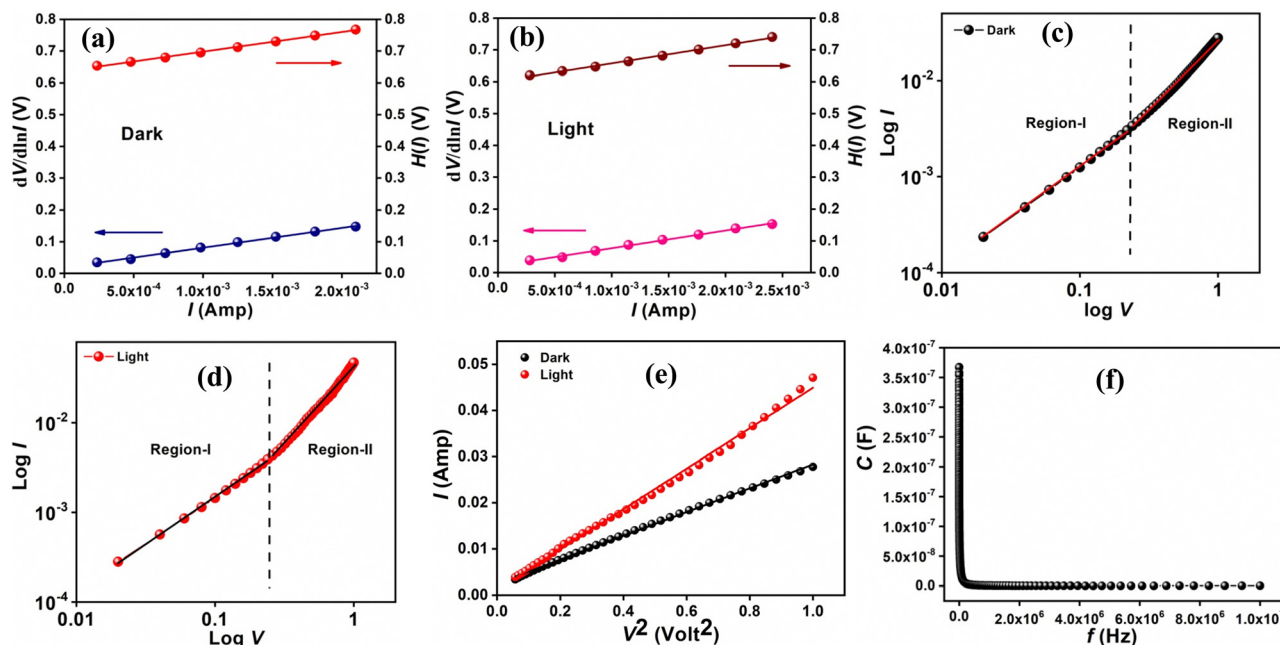 (a)
0.8
0.7
0.6
0.5
0.4
0.3
0.2
0.1
0.0
dV/dlnI (V)
Dark
0.8
0.7
0.6
0.5
0.4
0.3
0.2
0.1
0.0
H(I) (V)
0.0 5.0x10⁻⁴ 1.0x10⁻³ 1.5x10⁻³ 2.0x10⁻³
I (Amp)
(b)
0.8
0.7
0.6
0.5
0.4
0.3
0.2
0.1
0.0
dV/dlnI (V)
Light
0.8
0.7
0.6
0.5
0.4
0.3
0.2
0.1
0.0
H(I) (V)
0.0 5.0x10⁻⁴ 1.0x10⁻³ 1.5x10⁻³ 2.0x10⁻³ 2.5x10⁻³
I (Amp)
Dark
(c)
10⁻²
10⁻³
10⁻⁴
Log I
Region-I
Region-II
0.01 0.1 1
log V
Light
(d)
10⁻²
10⁻³
10⁻⁴
Log I
Region-I
Region-II
0.01 0.1 1
Log V
Dark
Light
(e)
0.05
0.04
0.03
0.02
0.01
0.00
I (Amp)
0.0 0.2 0.4 0.6 0.8 1.0
V² (Volt²)
(f)
4.0x10⁻⁷
3.5x10⁻⁷
3.0x10⁻⁷
2.5x10⁻⁷
2.0x10⁻⁷
1.5x10⁻⁷
1.0x10⁻⁷
5.0x10⁻⁸
0.0
C (F)
0.0 2.0x10⁶ 4.0x10⁶ 6.0x10⁶ 8.0x10⁶ 1.0x10⁷
f (Hz)